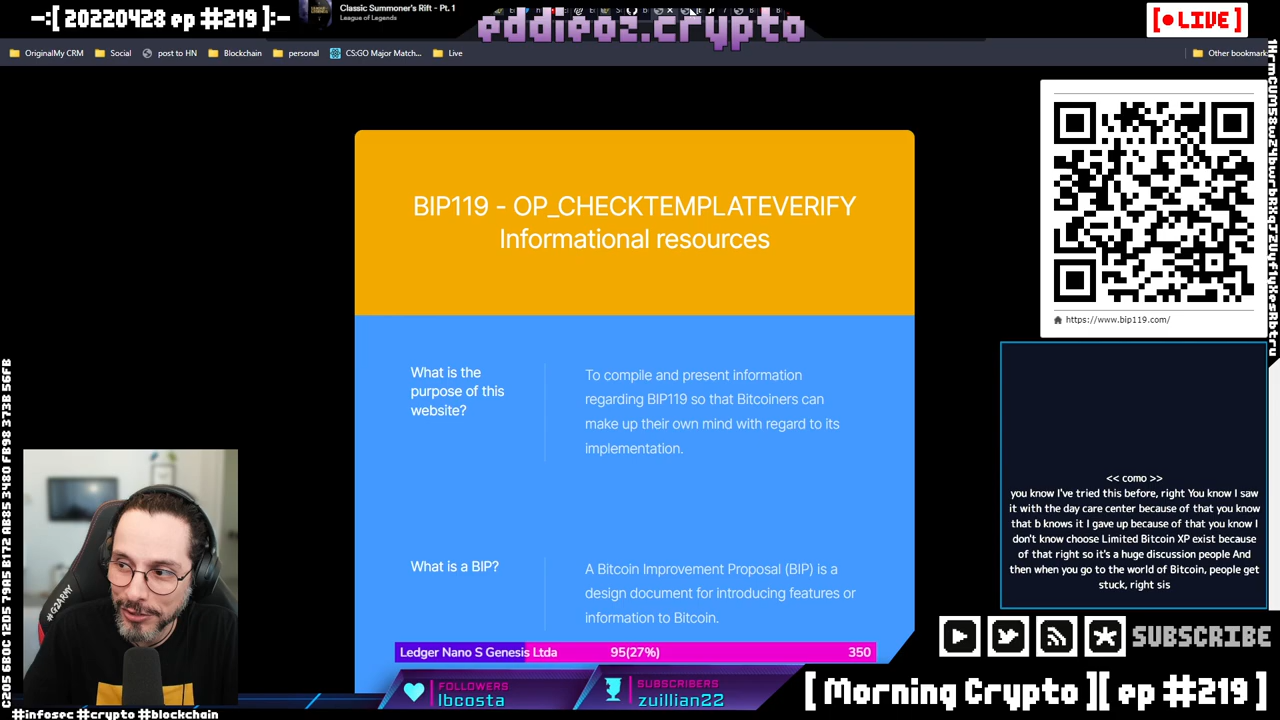 -:[ 20220428 ep #219 ]:-
Classic Summoner's Rift - Pt. 1
League of Legends
eddieoz.crypto
[•LIVE]
OriginalMy CRM
Social
post to HN
Blockchain
personal
CS:GO Major Match...
Live
Other bookmark
BIP119 - OP_CHECKTEMPLATEVERIFY
Informational resources
What is the
purpose of this
website?
To compile and present information
regarding BIP119 so that Bitcoiners can
make up their own mind with regard to its
implementation.
What is a BIP?
A Bitcoin Improvement Proposal (BIP) is a
design document for introducing features or
information to Bitcoin.
https://www.bip119.com/
<< como >>
you know I've tried this before, right You know I saw
it with the day care center because of that you know
that b knows it I gave up because of that you know I
don't know choose Limited Bitcoin XP exist because
of that right so it's a huge discussion people And
then when you go to the world of Bitcoin, people get
stuck, right sis
Ledger Nano S Genesis Ltda 95(27%) 350
FOLLOWERS
lbcosta
SUBSCRIBERS
zuillian22
SUBSCRIBE
[ Morning Crypto ][ ep #219 ]
#infosec #crypto #blockchain